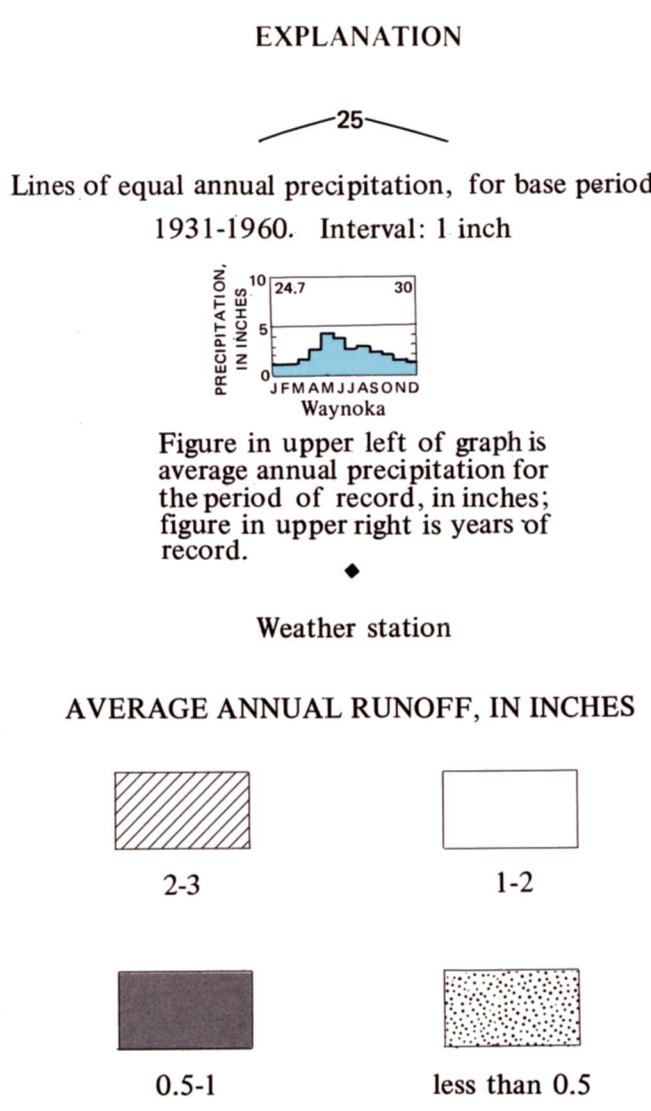 EXPLANATION
25
Lines of equal annual precipitation, for base period
1931-1960. Interval: 1 inch
PRECIPITATION,
IN INCHES
10
24.7
30
5
0
J F M A M J J A S O N D
Waynoka
Figure in upper left of graph is
average annual precipitation for
the period of record, in inches;
figure in upper right is years of
record.
Weather station
AVERAGE ANNUAL RUNOFF, IN INCHES
2-3
1-2
0.5-1
less than 0.5